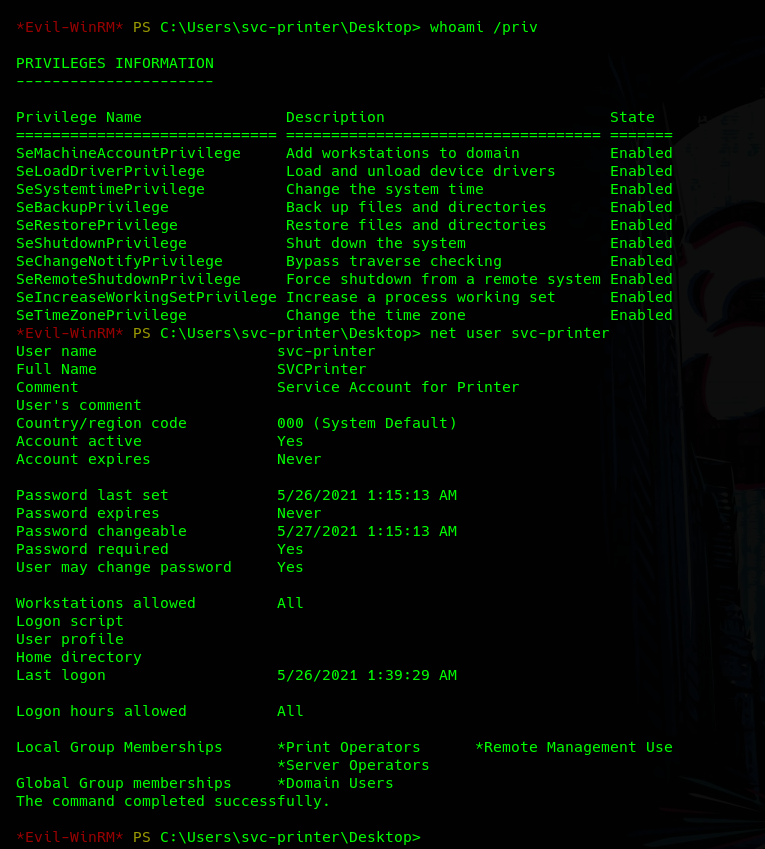 *Evil-WinRM* PS C:\Users\svc-printer\Desktop> whoami /priv
PRIVILEGES INFORMATION
----------------------
Privilege Name                Description                         State
============================= =================================== =======
SeMachineAccountPrivilege     Add workstations to domain          Enabled
SeLoadDriverPrivilege         Load and unload device drivers      Enabled
SeSystemtimePrivilege         Change the system time              Enabled
SeBackupPrivilege             Back up files and directories       Enabled
SeRestorePrivilege            Restore files and directories       Enabled
SeShutdownPrivilege           Shut down the system                Enabled
SeChangeNotifyPrivilege       Bypass traverse checking            Enabled
SeRemoteShutdownPrivilege     Force shutdown from a remote system Enabled
SeIncreaseWorkingSetPrivilege Increase a process working set      Enabled
SeTimeZonePrivilege           Change the time zone                Enabled
*Evil-WinRM* PS C:\Users\svc-printer\Desktop> net user svc-printer
User name                    svc-printer
Full Name                    SVCPrinter
Comment                      Service Account for Printer
User's comment
Country/region code          000 (System Default)
Account active               Yes
Account expires              Never
Password last set            5/26/2021 1:15:13 AM
Password expires             Never
Password changeable          5/27/2021 1:15:13 AM
Password required            Yes
User may change password     Yes
Workstations allowed         All
Logon script
User profile
Home directory
Last logon                   5/26/2021 1:39:29 AM
Logon hours allowed          All
Local Group Memberships      *Print Operators      *Remote Management Use
                             *Server Operators
Global Group memberships     *Domain Users
The command completed successfully.
*Evil-WinRM* PS C:\Users\svc-printer\Desktop>